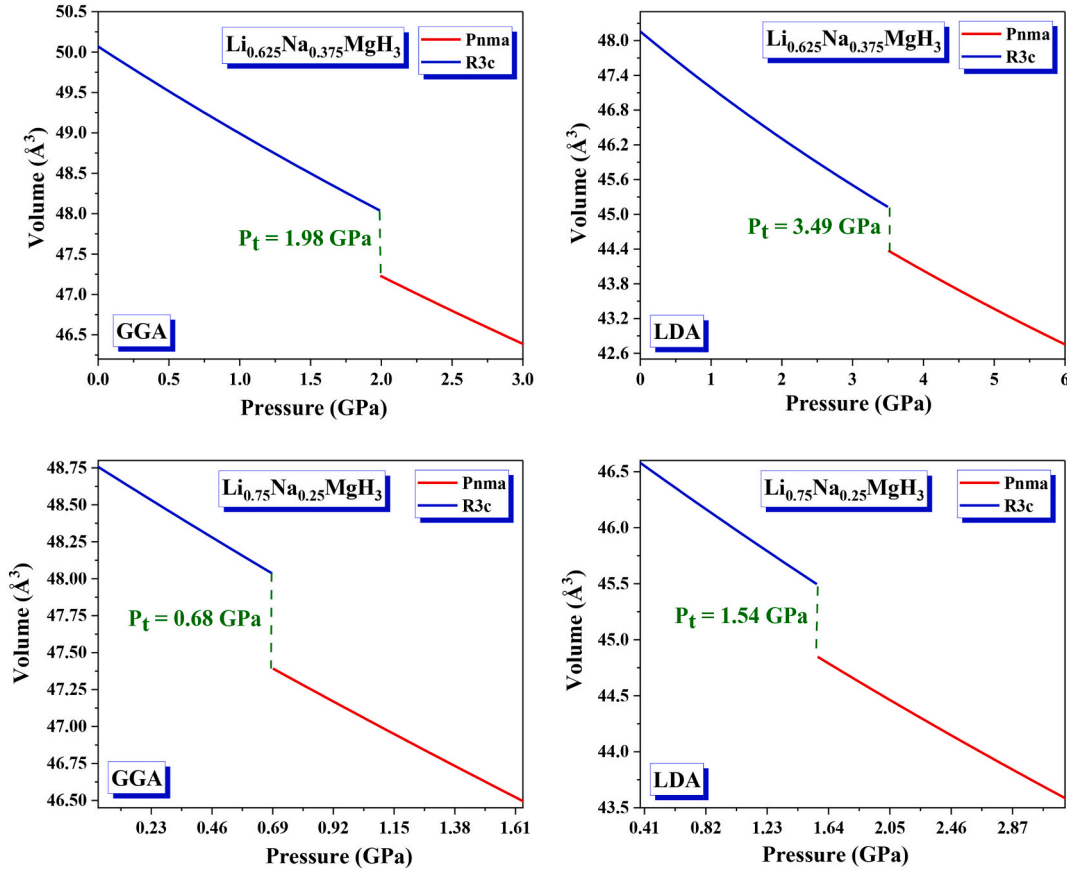 Li0.625Na0.375MgH3
Pnma
R3c
Pt = 1.98 GPa
GGA
Volume (Å3)
50.5
50.0
49.5
49.0
48.5
48.0
47.5
47.0
46.5
0.0 0.5 1.0 1.5 2.0 2.5 3.0
Pressure (GPa)
Li0.625Na0.375MgH3
Pnma
R3c
Pt = 3.49 GPa
LDA
Volume (Å3)
48.0
47.4
46.8
46.2
45.6
45.0
44.4
43.8
43.2
42.6
0 1 2 3 4 5 6
Pressure (GPa)
Li0.75Na0.25MgH3
Pnma
R3c
Pt = 0.68 GPa
GGA
Volume (Å3)
48.75
48.50
48.25
48.00
47.75
47.50
47.25
47.00
46.75
46.50
0.23 0.46 0.69 0.92 1.15 1.38 1.61
Pressure (GPa)
Li0.75Na0.25MgH3
Pnma
R3c
Pt = 1.54 GPa
LDA
Volume (Å3)
46.5
46.0
45.5
45.0
44.5
44.0
43.5
0.41 0.82 1.23 1.64 2.05 2.46 2.87
Pressure (GPa)